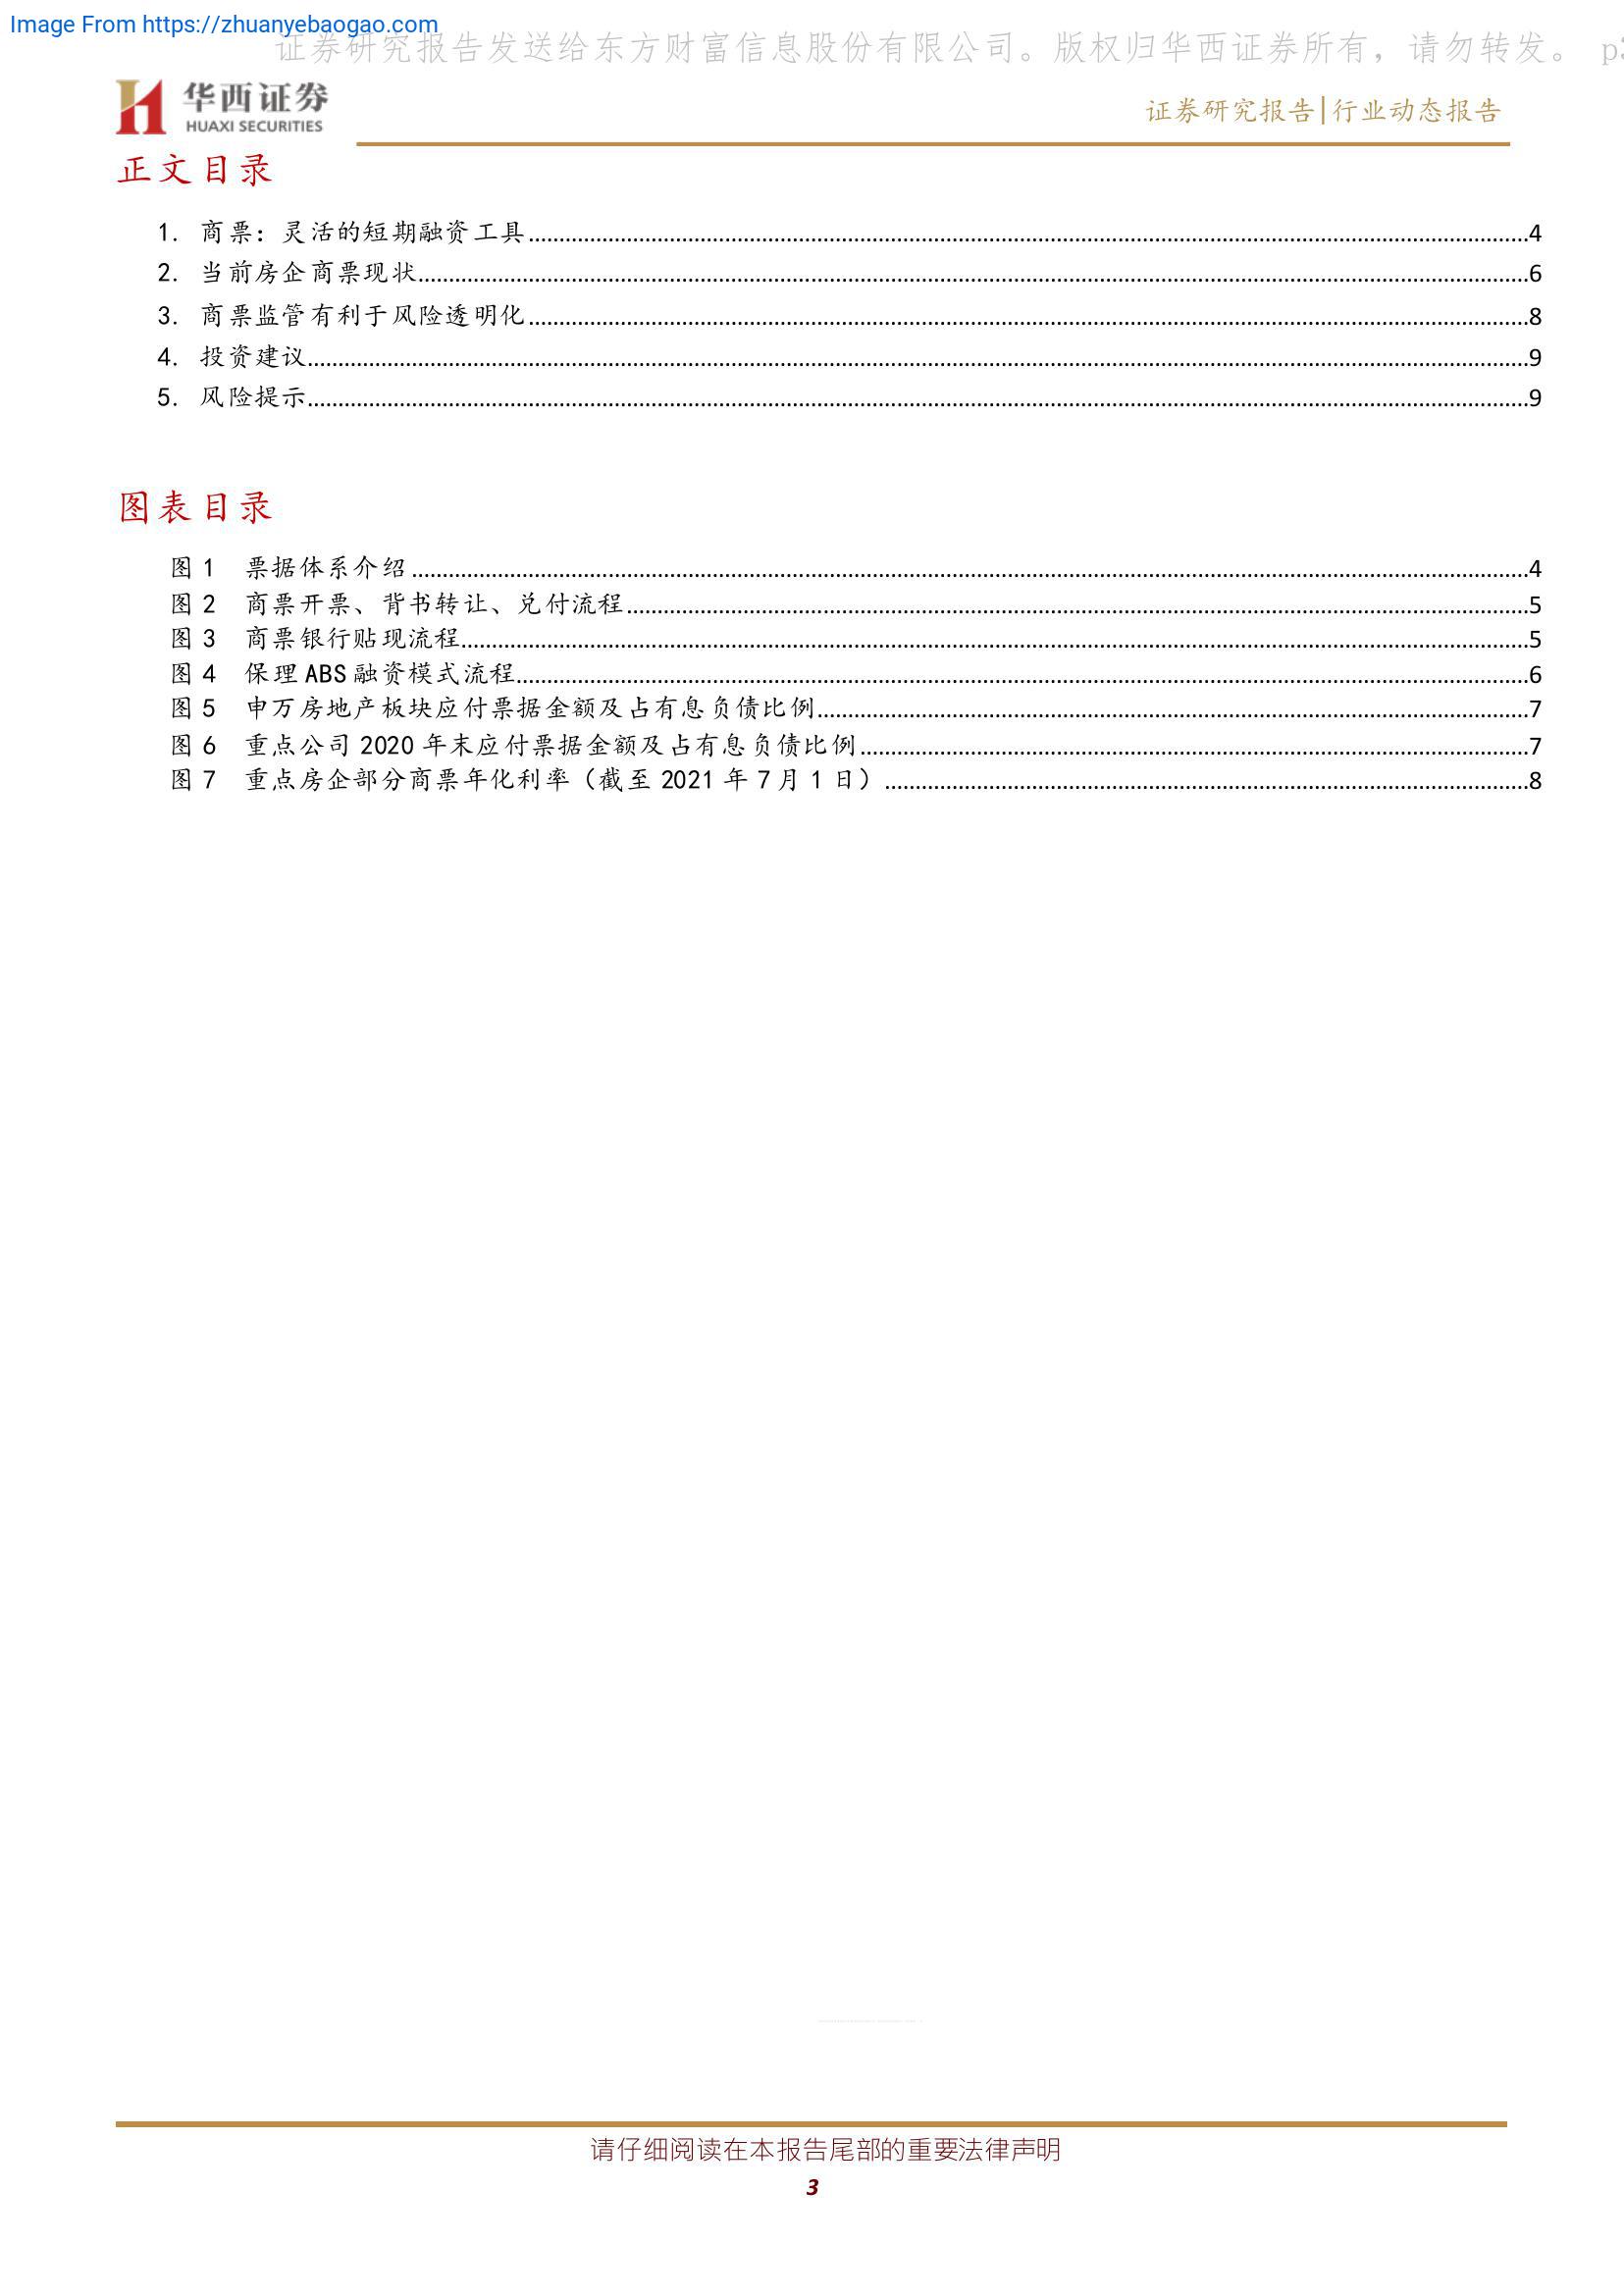 Image From https://zhuanyebaogao.com
证券研究报告发送给东方财富信息股份有限公司。版权归华西证券所有，请勿转发。 p3
华西证券
HUAXI SECURITIES
证券研究报告|行业动态报告
正文目录
1. 商票：灵活的短期融资工具 4
2. 当前房企商票现状 6
3. 商票监管有利于风险透明化 8
4. 投资建议 9
5. 风险提示 9
图表目录
图 1 票据体系介绍 4
图 2 商票开票、背书转让、兑付流程 5
图 3 商票银行贴现流程 5
图 4 保理 ABS 融资模式流程 6
图 5 申万房地产板块应付票据金额及占有息负债比例 7
图 6 重点公司 2020 年末应付票据金额及占有息负债比例 7
图 7 重点房企部分商票年化利率（截至 2021 年 7 月 1 日） 8
请仔细阅读在本报告尾部的重要法律声明
3